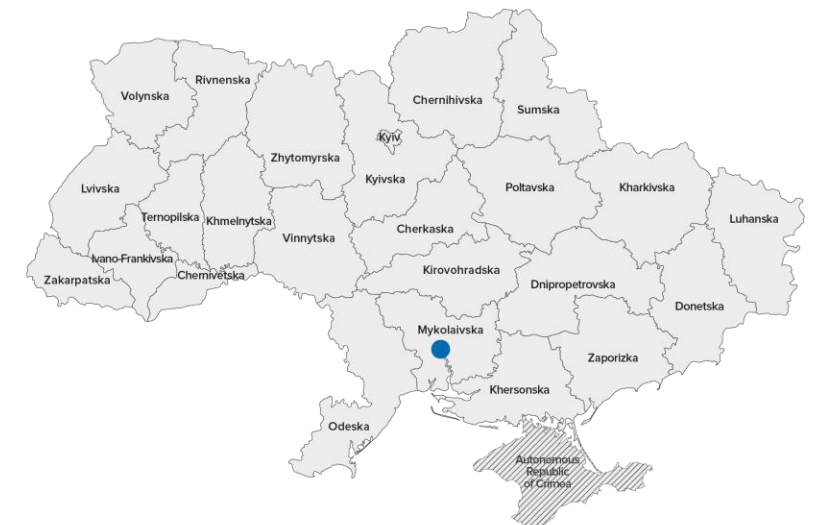 Volynska
Rivnenska
Chernihivska
Sumska
Kyiv
Zhytomyrska
Kyivska
Lvivska
Poltavska
Kharkivska
Ternopilska
Khmelnytska
Luhanska
Vinnytska
Cherkaska
Ivano-Frankivska
Chernivetska
Zakarpatska
Kirovohradska
Dnipropetrovska
Donetska
Mykolaivska
Zaporizka
Khersonska
Odeska
Autonomous
Republic
of Crimea